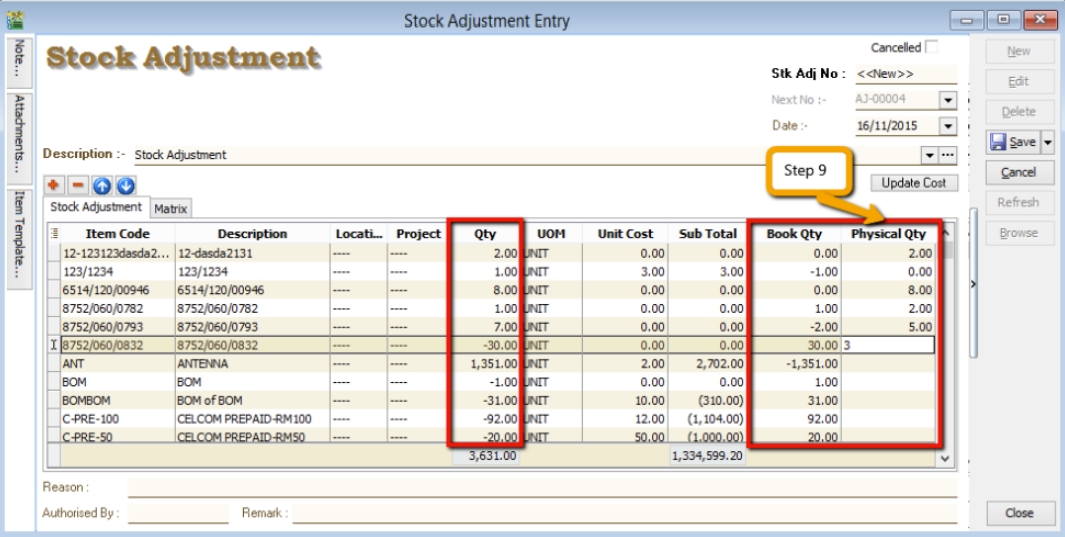 Stock Adjustment Entry
Note...
Attachments...
Item Template...
Stock Adjustment
Cancelled
Stk Adj No : <<New>>
Next No :- AJ-00004
Date :- 16/11/2015
Description :- Stock Adjustment
Step 9
Update Cost
Stock Adjustment Matrix
Item Code Description Locati... Project Qty UOM Unit Cost Sub Total Book Qty Physical Qty
12-123123dasda2... 12-dasda2131 ---- ---- 2.00 UNIT 0.00 0.00 0.00 2.00
123/1234 123/1234 ---- ---- 1.00 UNIT 3.00 3.00 -1.00 0.00
6514/120/00946 6514/120/00946 ---- ---- 8.00 UNIT 0.00 0.00 0.00 8.00
8752/060/0782 8752/060/0782 ---- ---- 1.00 UNIT 0.00 0.00 1.00 2.00
8752/060/0793 8752/060/0793 ---- ---- 7.00 UNIT 0.00 0.00 -2.00 5.00
8752/060/0832 8752/060/0832 ---- ---- -30.00 UNIT 0.00 0.00 30.00 3
ANT ANTENNA ---- ---- 1,351.00 UNIT 2.00 2,702.00 -1,351.00
BOM BOM ---- ---- -1.00 UNIT 0.00 0.00 1.00
BOMBOM BOM of BOM ---- ---- -31.00 UNIT 10.00 (310.00) 31.00
C-PRE-100 CELCOM PREPAID-RM100 ---- ---- -92.00 UNIT 12.00 (1,104.00) 92.00
C-PRE-50 CELCOM PREPAID-RM50 ---- ---- -20.00 UNIT 50.00 (1,000.00) 20.00
3,631.00 1,334,599.20
Reason :
Authorised By : Remark :
New
Edit
Delete
Save
Cancel
Refresh
Browse
Close